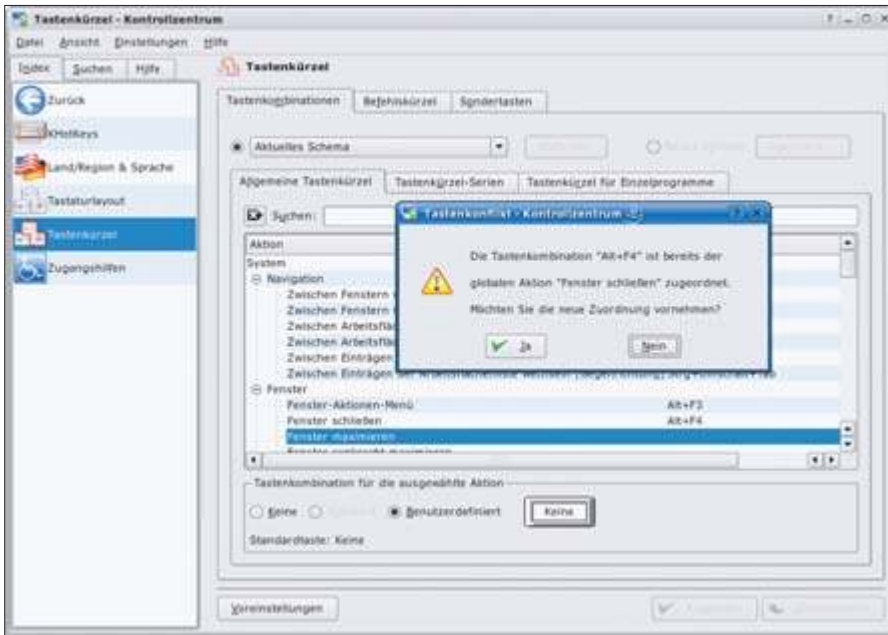 Tastenkürzel - Kontrollzentrum
Datei Ansicht Einstellungen Hilfe
Index Suchen Hilfe
Tastenkürzel
Zurück
KHotKeys
Land/Region & Sprache
Tastaturlayout
Tastenkürzel
Zugangshilfen
Tastenkombinationen Befehlskürzel Sondertasten
Aktuelles Schema
Allgemeine Tastenkürzel Tastenkürzel-Serien Tastenkürzel für Einzelprogramme
Suchen:
Tastenkonflikt - Kontrollzentrum
Die Tastenkombination "Alt+F4" ist bereits der
globalen Aktion "Fenster schließen" zugeordnet.
Möchten Sie die neue Zuordnung vornehmen?
Ja Nein
Aktion
System
Navigation
Zwischen Fenstern
Zwischen Fenstern
Zwischen
Zwischen
Zwischen Einträgen
Zwischen Einträgen
Fenster
Fenster-Aktionen-Menü Alt+F3
Fenster schließen Alt+F4
Fenster maximieren
Fenster senkrecht maximieren
Tastenkombination für die ausgewählte Aktion
Keine Benutzerdefiniert Keine
Standardtaste: Keine
Voreinstellungen